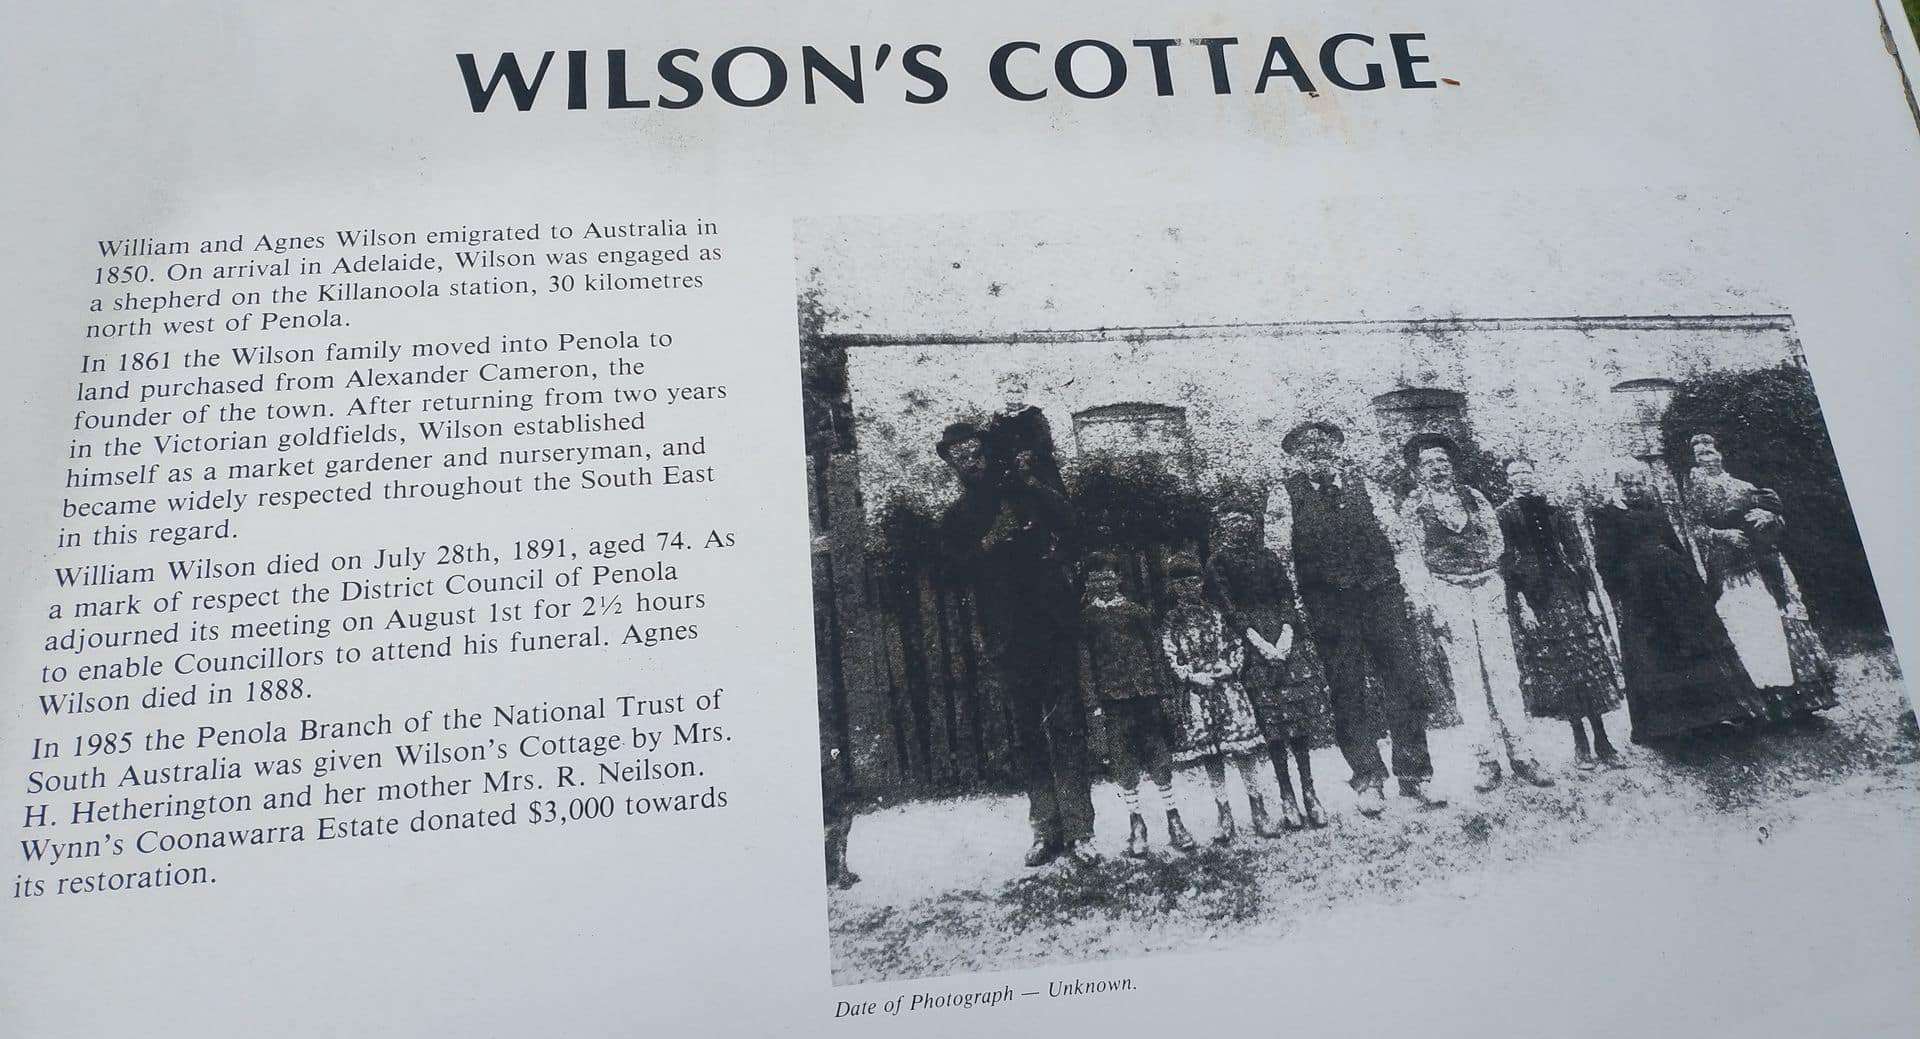 WILSON'S COTTAGE
William and Agnes Wilson emigrated to Australia in
1850. On arrival in Adelaide, Wilson was engaged as
a shepherd on the Killanoola station, 30 kilometres
north west of Penola.
In 1861 the Wilson family moved into Penola to
land purchased from Alexander Cameron, the
founder of the town. After returning from two years
in the Victorian goldfields, Wilson established
himself as a market gardener and nurseryman, and
became widely respected throughout the South East
in this regard.
William Wilson died on July 28th, 1891, aged 74. As
a mark of respect the District Council of Penola
adjourned its meeting on August 1st for 2½ hours
to enable Councillors to attend his funeral. Agnes
Wilson died in 1888.
In 1985 the Penola Branch of the National Trust of
South Australia was given Wilson's Cottage by Mrs.
H. Hetherington and her mother Mrs. R. Neilson.
Wynn's Coonawarra Estate donated $3,000 towards
its restoration.
Date of Photograph — Unknown.